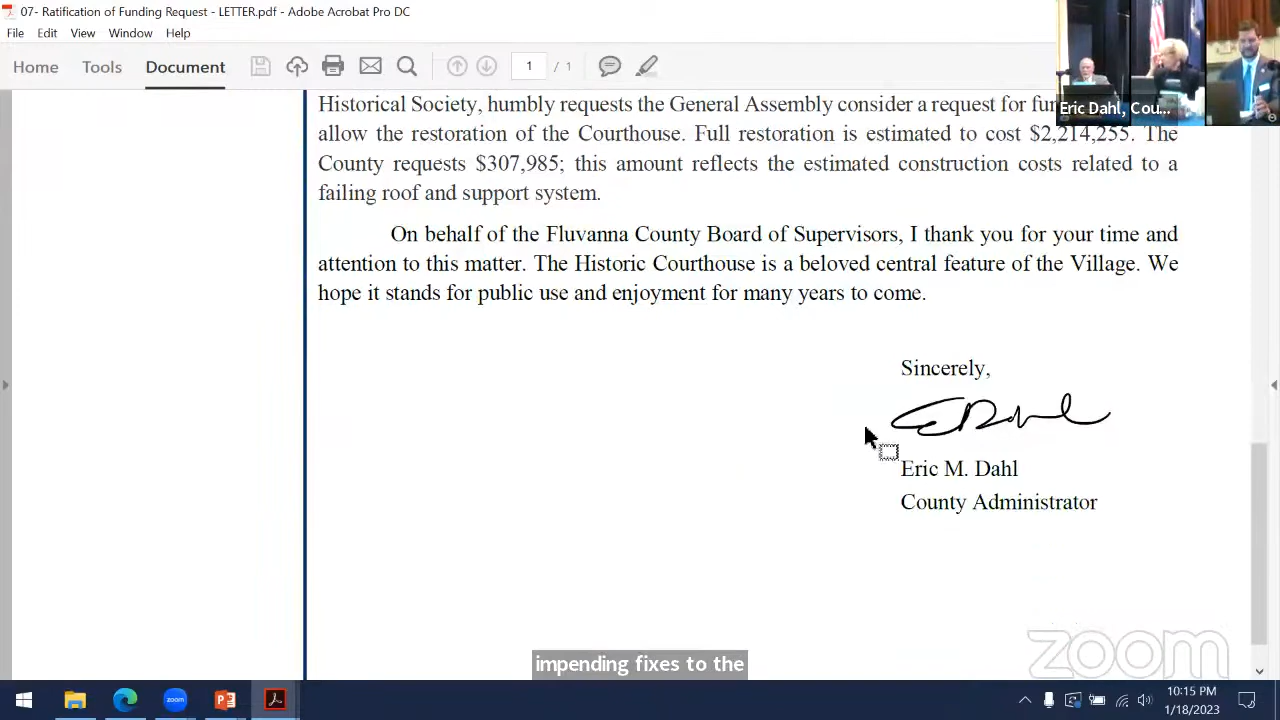 07- Ratification of Funding Request - LETTER.pdf - Adobe Acrobat Pro DC
File Edit View Window Help
Home Tools Document 1 / 1
Eric Dahl, Cou...
Historical Society, humbly requests the General Assembly consider a request for
allow the restoration of the Courthouse. Full restoration is estimated to cost $2,214,255. The
County requests $307,985; this amount reflects the estimated construction costs related to a
failing roof and support system.
On behalf of the Fluvanna County Board of Supervisors, I thank you for your time and
attention to this matter. The Historic Courthouse is a beloved central feature of the Village. We
hope it stands for public use and enjoyment for many years to come.
Sincerely,
EDahl
Eric M. Dahl
County Administrator
impending fixes to the
zoom
zoom
10:15 PM
1/18/2023